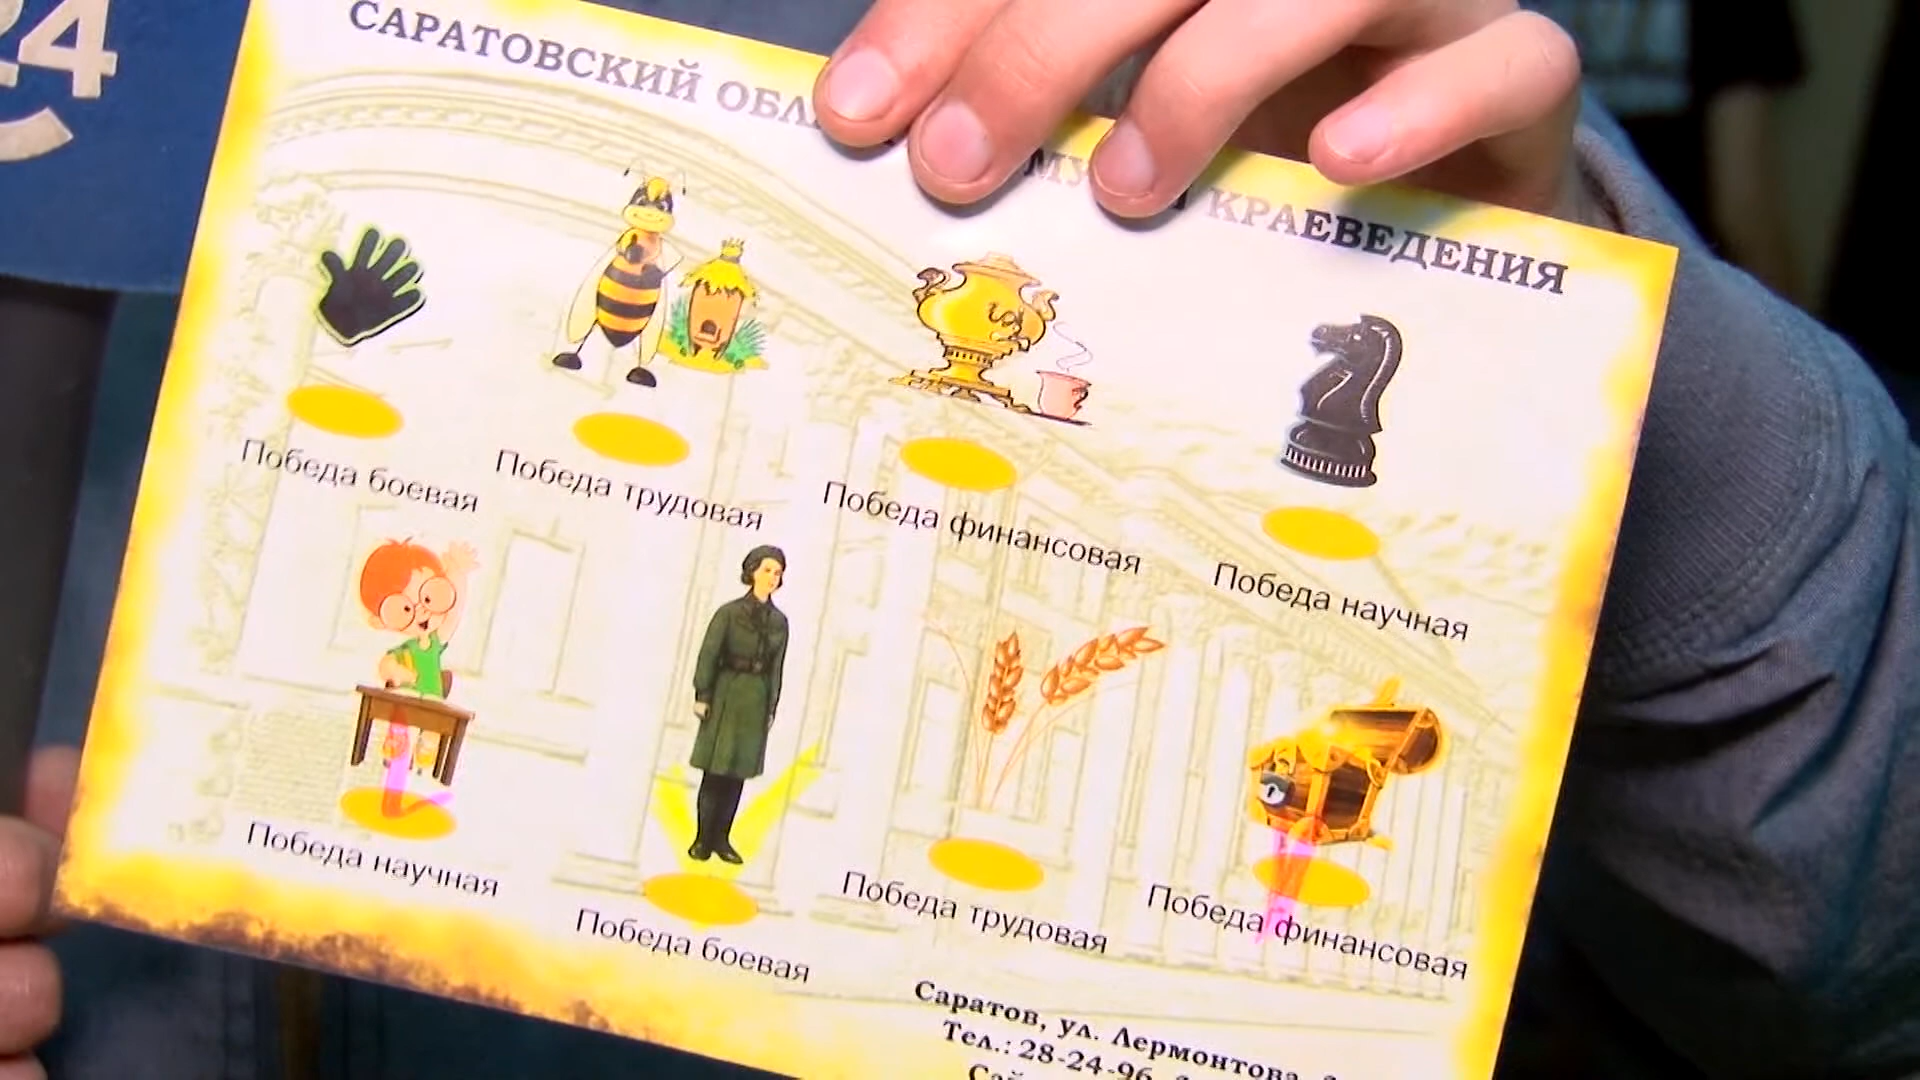 24
САРАТОВСКИЙ КРАЕВЕДЕНИЯ
Победа боевая
Победа трудовая
Победа финансовая
Победа научная
Победа научная
Победа боевая
Победа трудовая
Победа финансовая
Саратов, ул. Лермонтова,
Тел.: 28-24-96